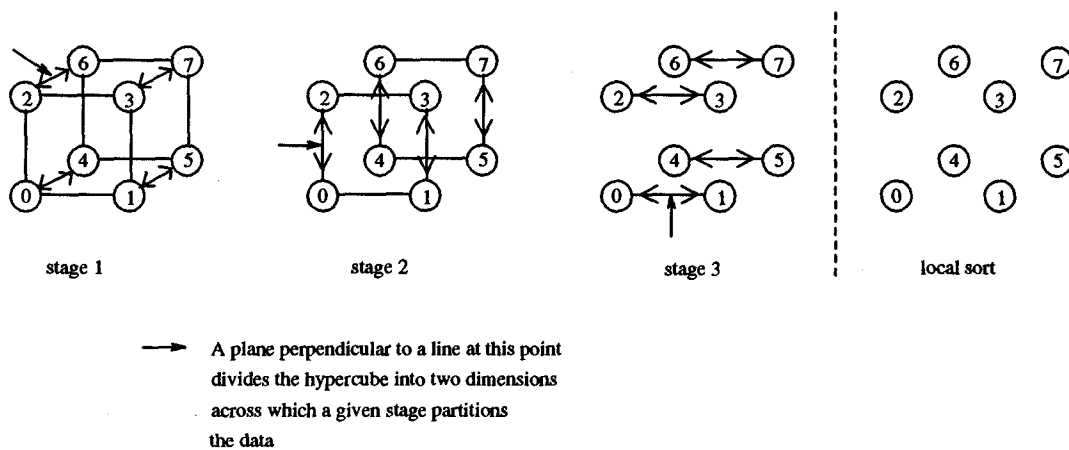 6 7 6 7 6 7 6 7
2 3 2 3 2 3 2 3
4 5 4 5 4 5 4 5
0 1 0 1 0 1 0 1
stage 1 stage 2 stage 3 local sort
A plane perpendicular to a line at this point
divides the hypercube into two dimensions
across which a given stage partitions
the data